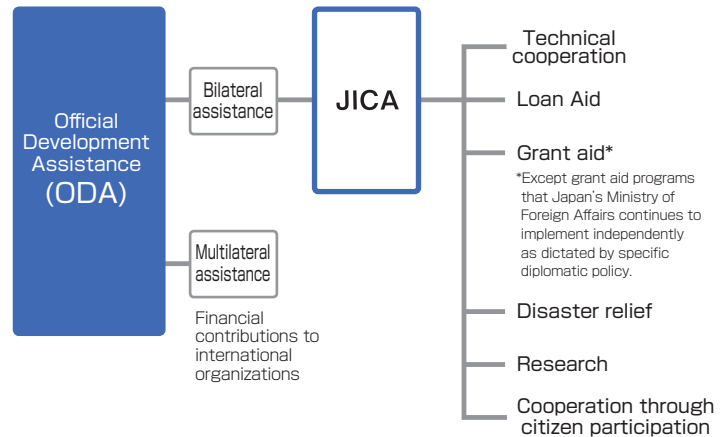 Official
Development
Assistance
(ODA)
Bilateral
assistance
JICA
Multilateral
assistance
Financial
contributions to
international
organizations
Technical
cooperation
Loan Aid
Grant aid*
*Except grant aid programs
that Japan's Ministry of
Foreign Affairs continues to
implement independently
as dictated by specific
diplomatic policy.
Disaster relief
Research
Cooperation through
citizen participation